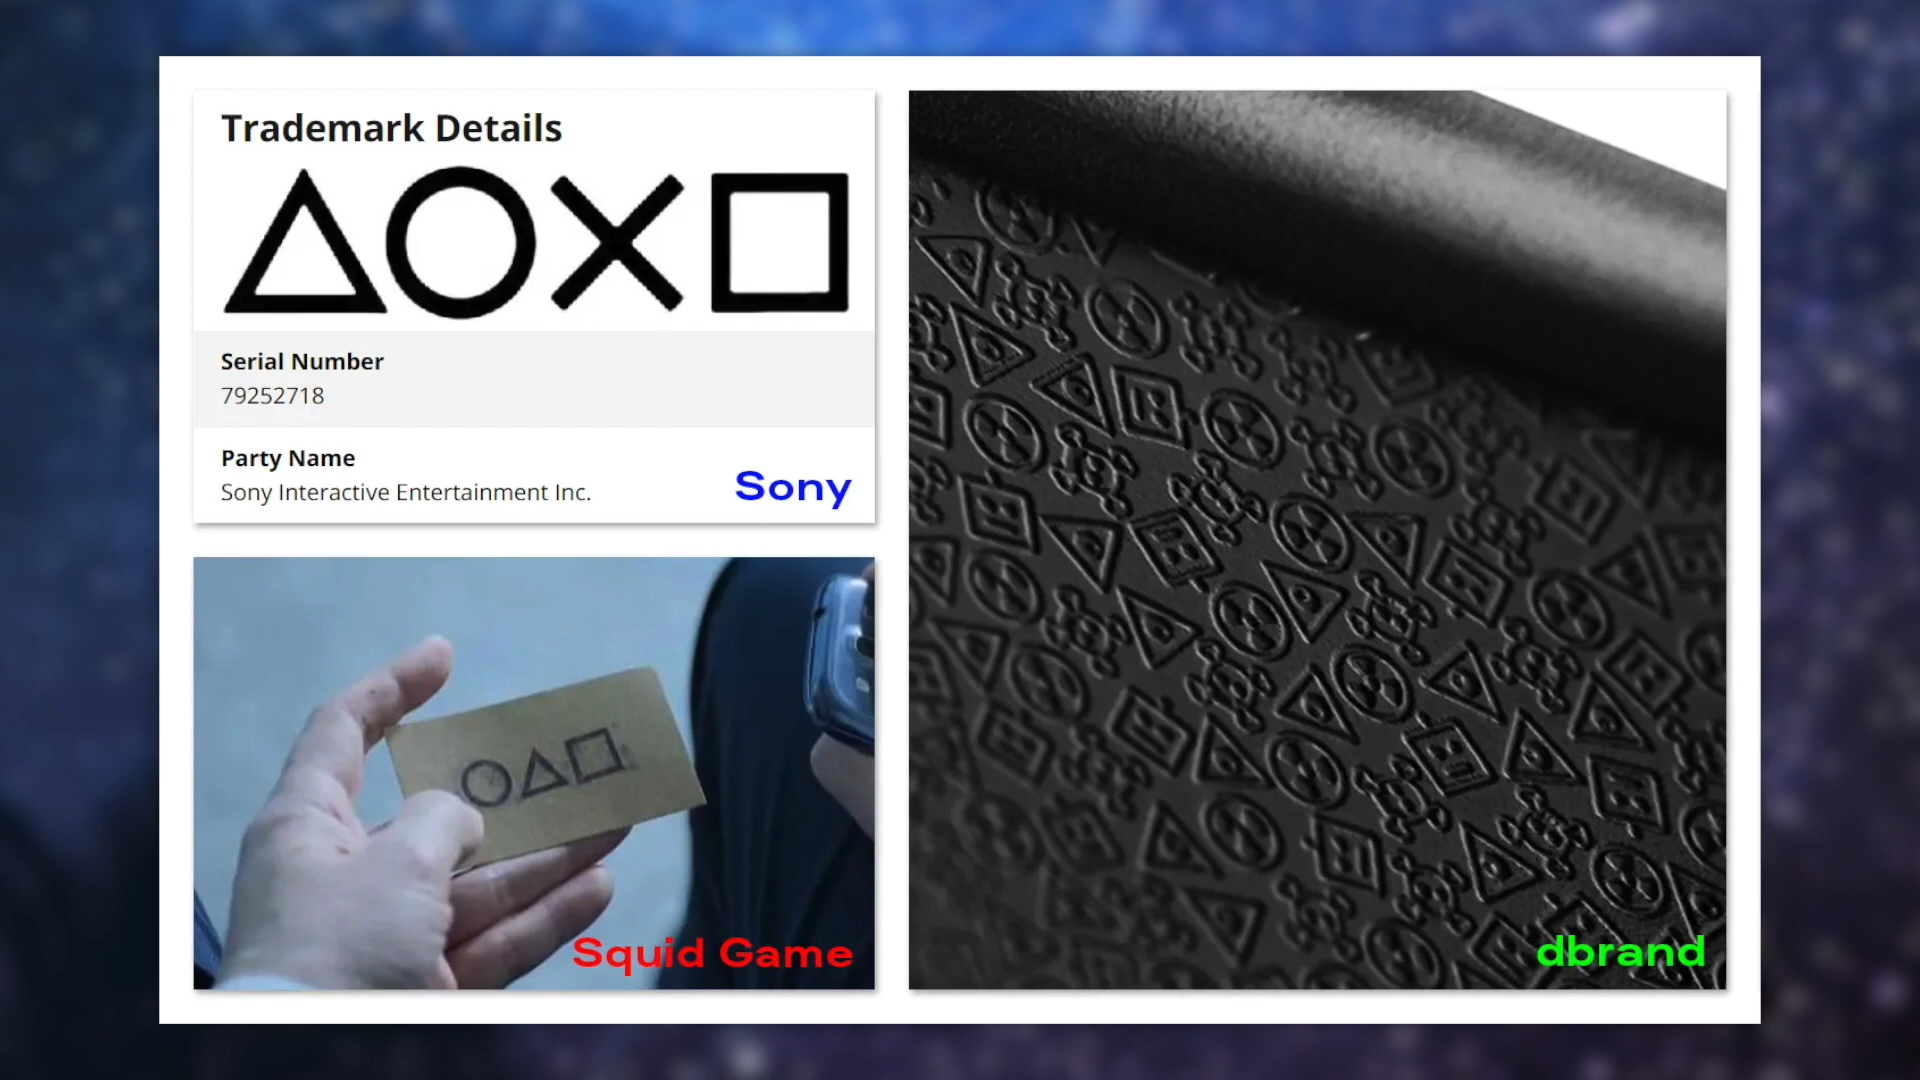 Trademark Details
Serial Number
79252718
Party Name
Sony Interactive Entertainment Inc.
Sony
Squid Game
dbrand